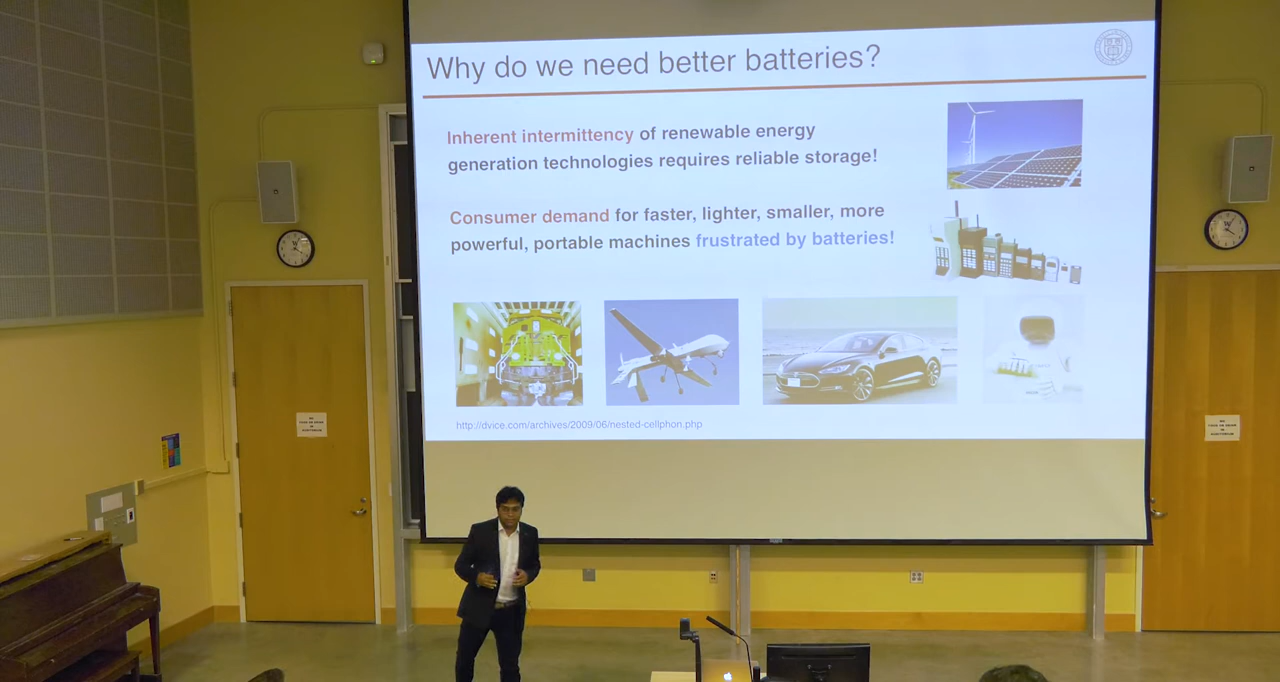 Why do we need better batteries?
Inherent intermittency of renewable energy
generation technologies requires reliable storage!
Consumer demand for faster, lighter, smaller, more
powerful, portable machines frustrated by batteries!
http://dvice.com/archives/2009/06/nested-cellphon.php